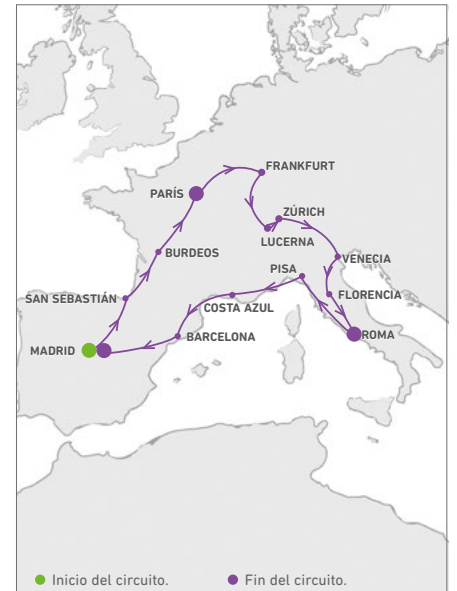 FRANKFURT
PARÍS
ZÚRICH
LUCERNA
BURDEOS
VENECIA
PISA
SAN SEBASTIÁN
FLORENCIA
COSTA AZUL
ROMA
BARCELONA
MADRID
Inicio del circuito.
Fin del circuito.